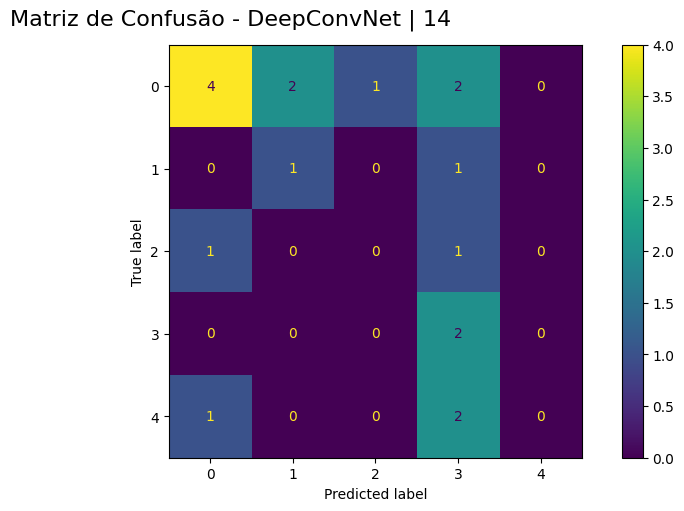 Matriz de Confusão - DeepConvNet | 14
True label
0 4 2 1 2 0
1 0 1 0 1 0
2 1 0 0 1 0
3 0 0 0 2 0
4 1 0 0 2 0
0 1 2 3 4
Predicted label
4.0
3.5
3.0
2.5
2.0
1.5
1.0
0.5
0.0